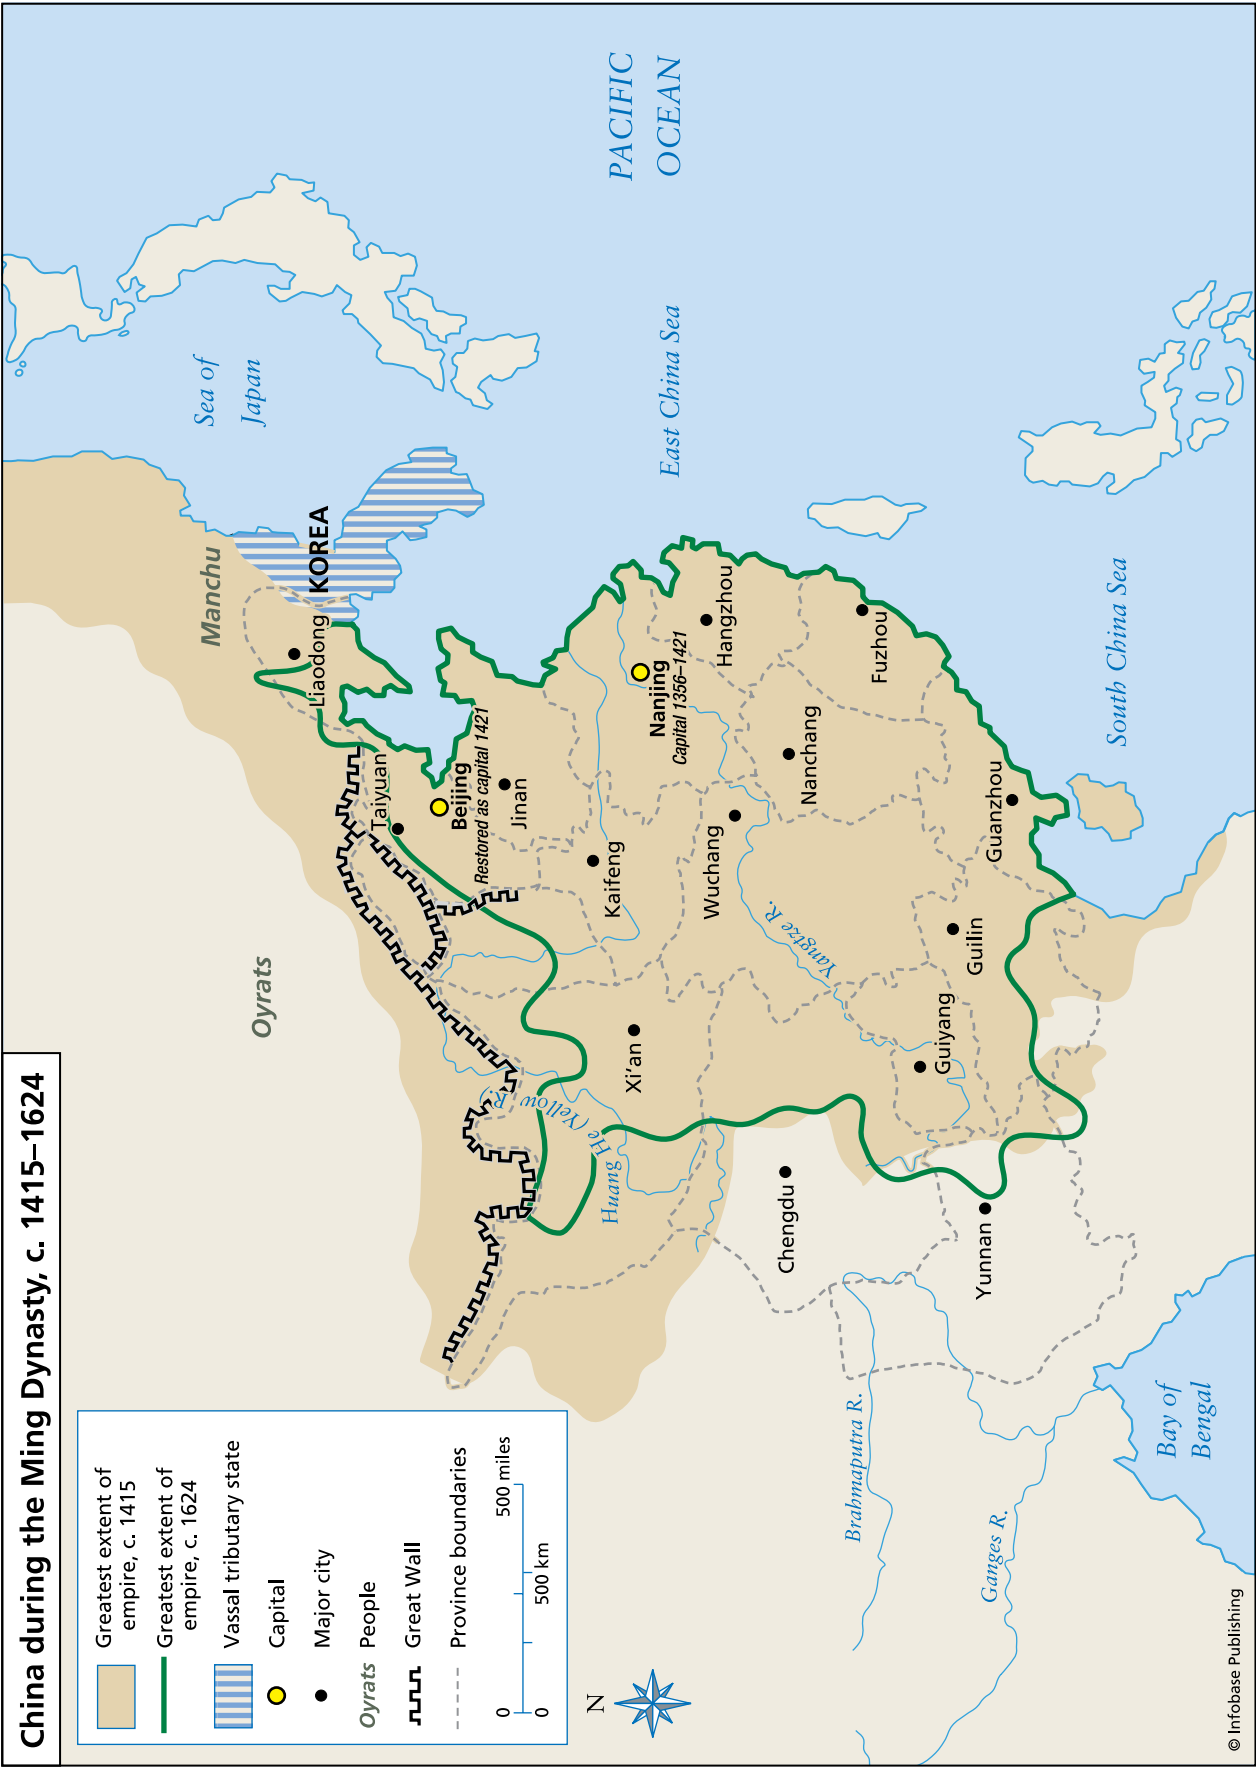 China during the Ming Dynasty, c. 1415–1624
Greatest extent of
empire, c. 1415
Greatest extent of
empire, c. 1624
Vassal tributary state
Capital
Major city
Oyrats People
Great Wall
Province boundaries
0 500 miles
0 500 km
N
Oyrats
Manchu
KOREA
Sea of
Japan
PACIFIC
OCEAN
East China Sea
South China Sea
Bay of
Bengal
Liaodong
Taiyuan
Beijing
Restored as capital 1421
Jinan
Kaifeng
Xi’an
Huang He (Yellow R.)
Nanjing
Capital 1356–1421
Hangzhou
Wuchang
Nanchang
Yangtze R.
Fuzhou
Chengdu
Guiyang
Guilin
Guanzhou
Yunnan
Brahmaputra R.
Ganges R.
© Infobase Publishing